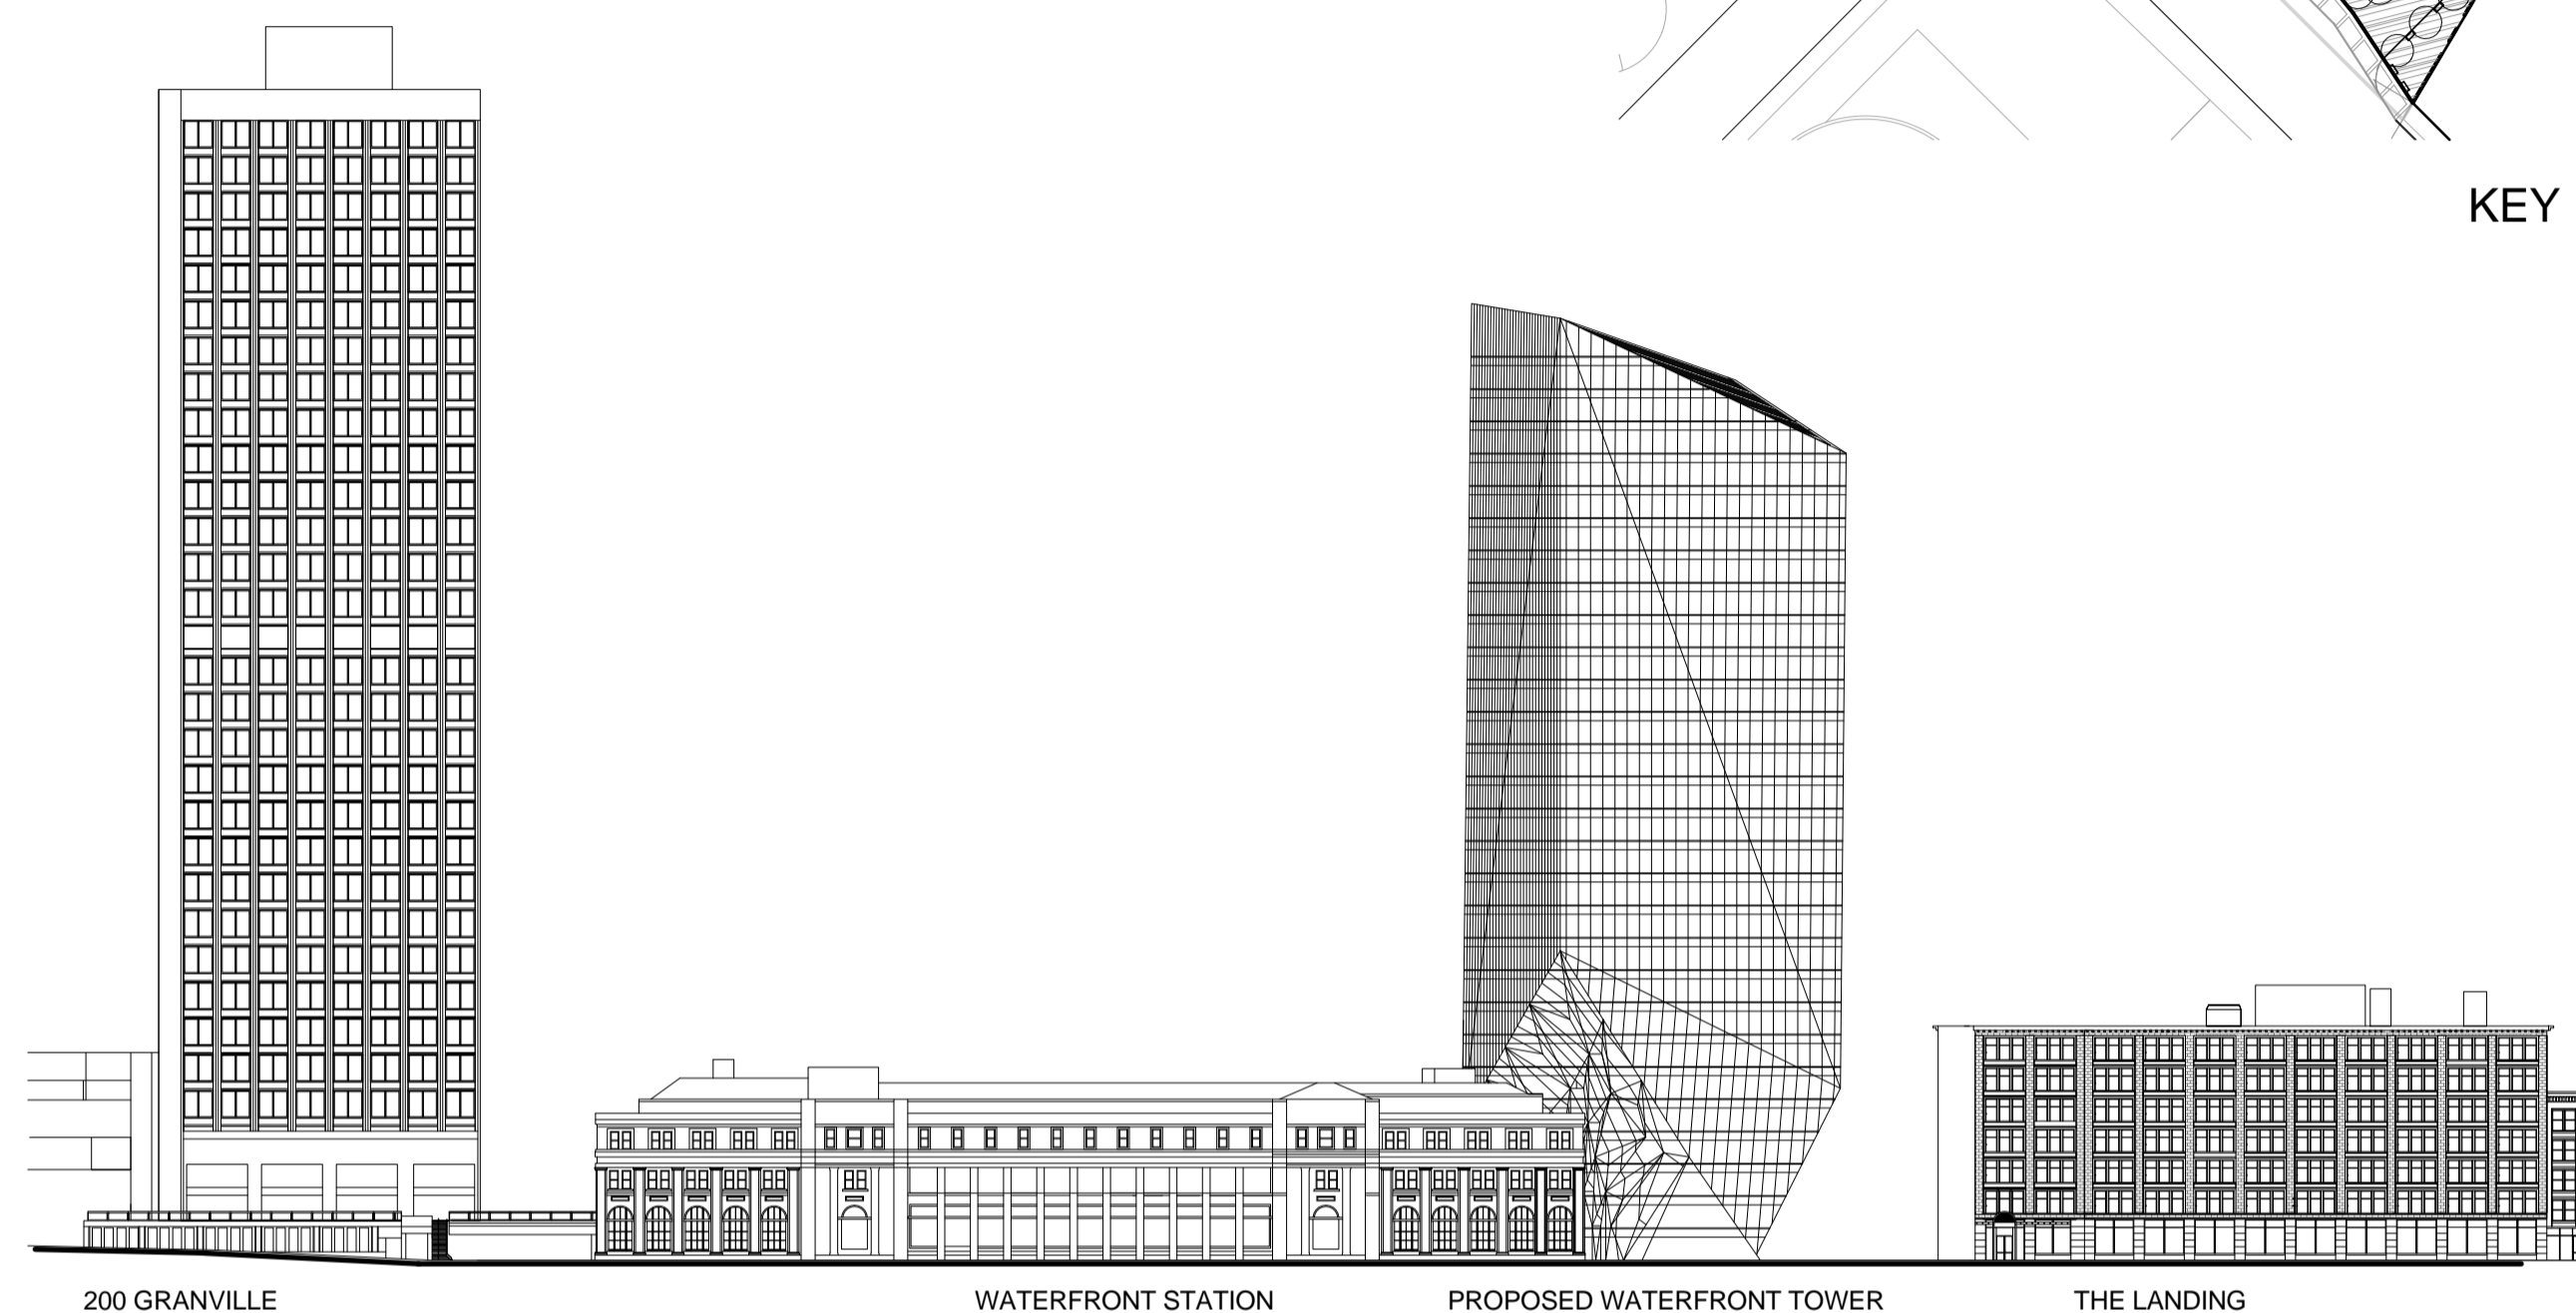 KEY
200 GRANVILLE
WATERFRONT STATION
PROPOSED WATERFRONT TOWER
THE LANDING